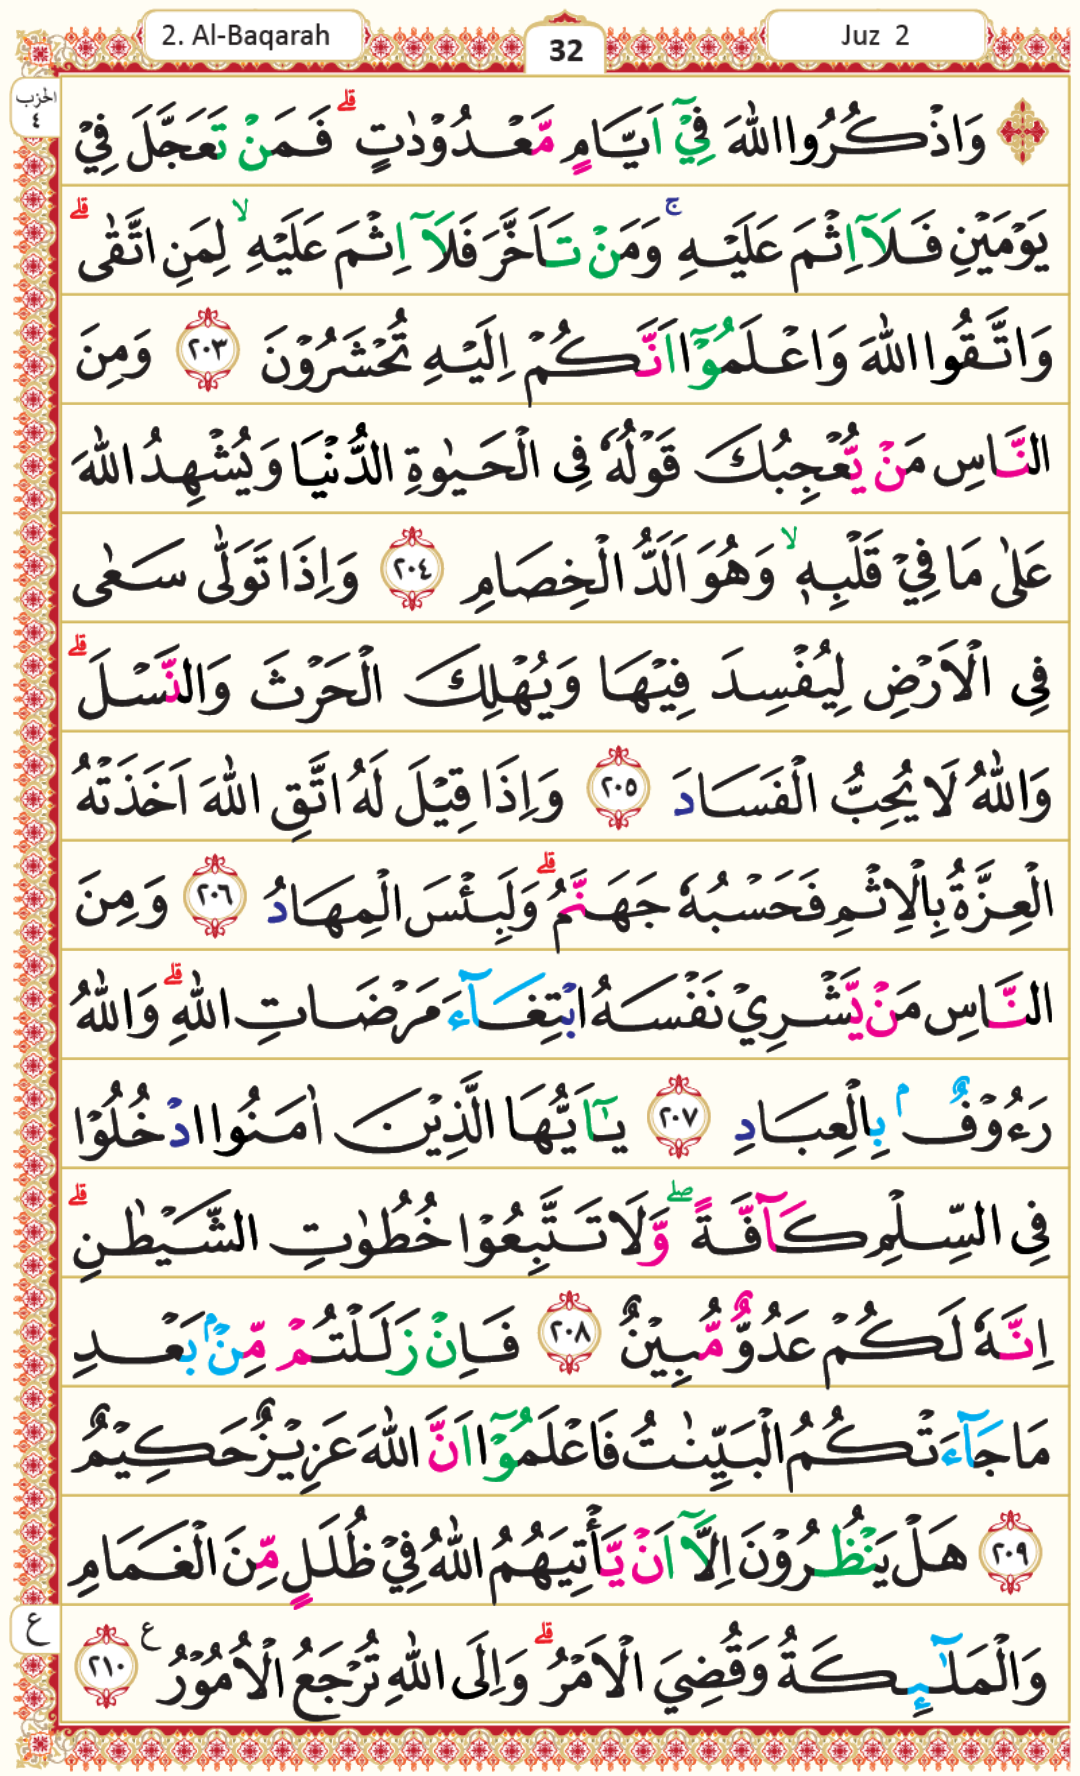 2. Al-Baqarah
32
Juz 2
الحزب
٤
وَاذْكُرُوا اللّٰهَ فِيْٓ اَيَّامٍ مَّعْدُوْدٰتٍ ۗ فَمَنْ تَعَجَّلَ فِيْ
يَوْمَيْنِ فَلَآ اِثْمَ عَلَيْهِ ۚ وَمَنْ تَاَخَّرَ فَلَآ اِثْمَ عَلَيْهِ ۙ لِمَنِ اتَّقٰى ۗ
وَاتَّقُوا اللّٰهَ وَاعْلَمُوْٓا اَنَّكُمْ اِلَيْهِ تُحْشَرُوْنَ ٢٠٣ وَمِنَ
النَّاسِ مَنْ يُّعْجِبُكَ قَوْلُهٗ فِى الْحَيٰوةِ الدُّنْيَا وَيُشْهِدُ اللّٰهَ
عَلٰى مَا فِيْ قَلْبِهٖ ۙ وَهُوَ اَلَدُّ الْخِصَامِ ٢٠٤ وَاِذَا تَوَلّٰى سَعٰى
فِى الْاَرْضِ لِيُفْسِدَ فِيْهَا وَيُهْلِكَ الْحَرْثَ وَالنَّسْلَ ۗ
وَاللّٰهُ لَا يُحِبُّ الْفَسَادَ ٢٠٥ وَاِذَا قِيْلَ لَهُ اتَّقِ اللّٰهَ اَخَذَتْهُ
الْعِزَّةُ بِالْاِثْمِ فَحَسْبُهٗ جَهَنَّمُ ۗ وَلَبِئْسَ الْمِهَادُ ٢٠٦ وَمِنَ
النَّاسِ مَنْ يَّشْرِيْ نَفْسَهُ ابْتِغَآءَ مَرْضَاتِ اللّٰهِ ۗ وَاللّٰهُ
رَءُوْفٌۢ بِالْعِبَادِ ٢٠٧ يٰٓاَيُّهَا الَّذِيْنَ اٰمَنُوا ادْخُلُوْا
فِى السِّلْمِ كَآفَّةً ۖ وَّلَا تَتَّبِعُوْا خُطُوٰتِ الشَّيْطٰنِ ۗ
اِنَّهٗ لَكُمْ عَدُوٌّ مُّبِيْنٌ ٢٠٨ فَاِنْ زَلَلْتُمْ مِّنْۢ بَعْدِ
مَا جَآءَتْكُمُ الْبَيِّنٰتُ فَاعْلَمُوْٓا اَنَّ اللّٰهَ عَزِيْزٌ حَكِيْمٌ
٢٠٩ هَلْ يَنْظُرُوْنَ اِلَّآ اَنْ يَّأْتِيَهُمُ اللّٰهُ فِيْ ظُلَلٍ مِّنَ الْغَمَامِ
ع
وَالْمَلٰۤىِٕكَةُ وَقُضِيَ الْاَمْرُ ۗ وَاِلَى اللّٰهِ تُرْجَعُ الْاُمُوْرُ ع ٢١٠